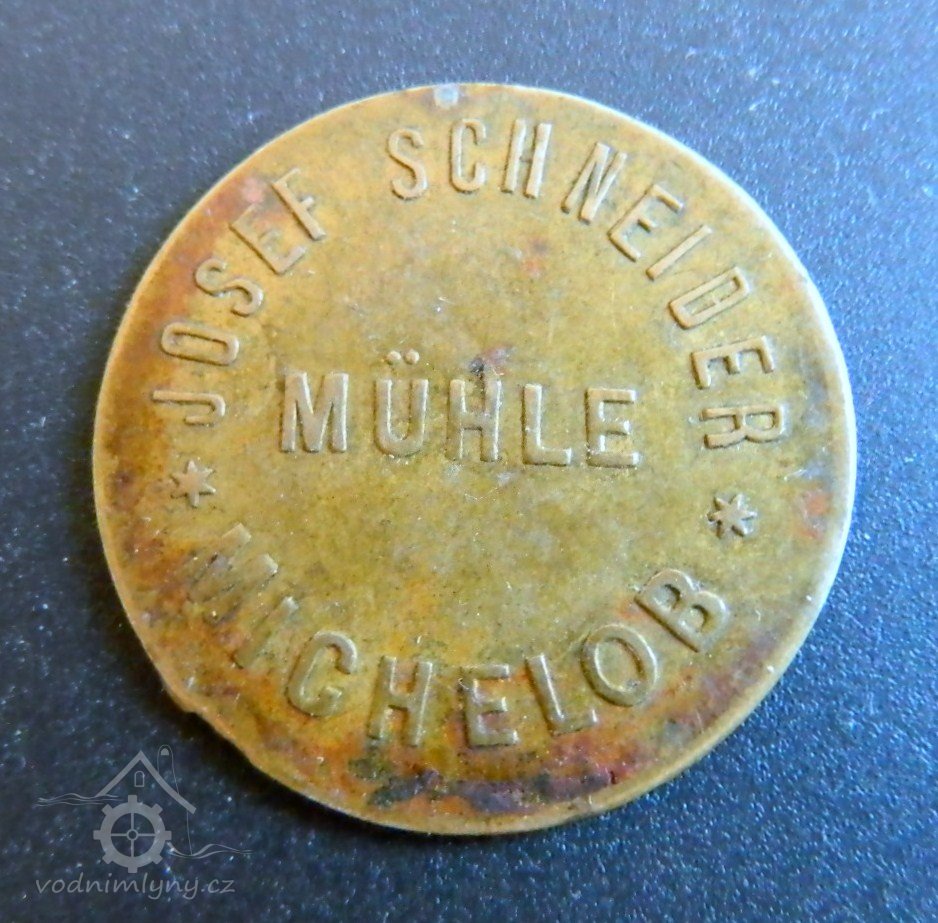 JOSEF SCHNEIDER
MÜHLE
* MICHELOB *
vodnimlyny.cz